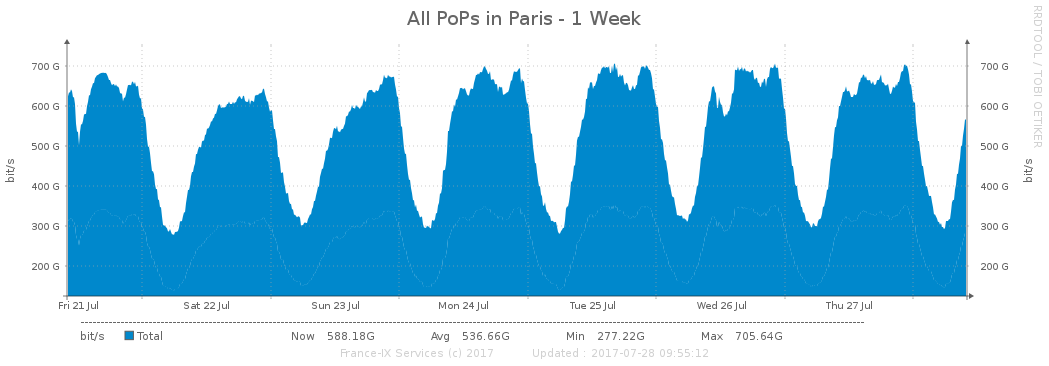 All PoPs in Paris - 1 Week
RRDTOOL / TOBI OETIKER
bit/s
700 G
600 G
500 G
400 G
300 G
200 G
700 G
600 G
500 G
400 G
300 G
200 G
bit/s
Fri 21 Jul Sat 22 Jul Sun 23 Jul Mon 24 Jul Tue 25 Jul Wed 26 Jul Thu 27 Jul
bit/s Total Now 588.18G Avg 536.66G Min 277.22G Max 705.64G
France-IX Services (c) 2017 Updated : 2017-07-28 09:55:12